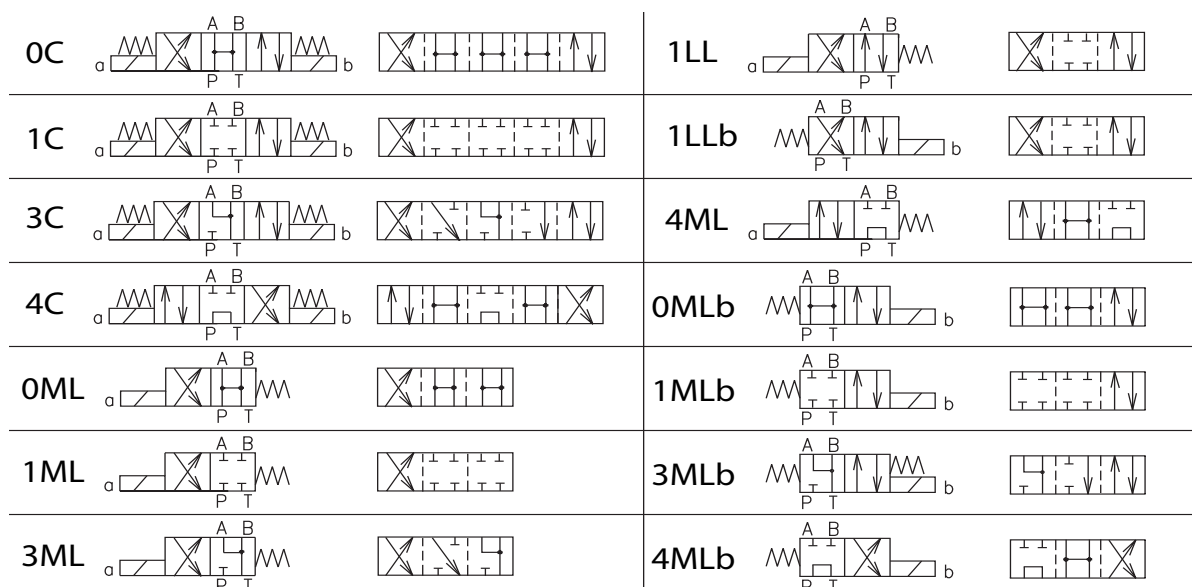 0C A B a P T b
1C A B a P T b
3C A B a P T b
4C A B a P T b
0ML A B a P T
1ML A B a P T
3ML A B a P T
1LL A B a P T
1LLb A B P T b
4ML A B a P T
0MLb A B P T b
1MLb A B P T b
3MLb A B P T b
4MLb A B P T b